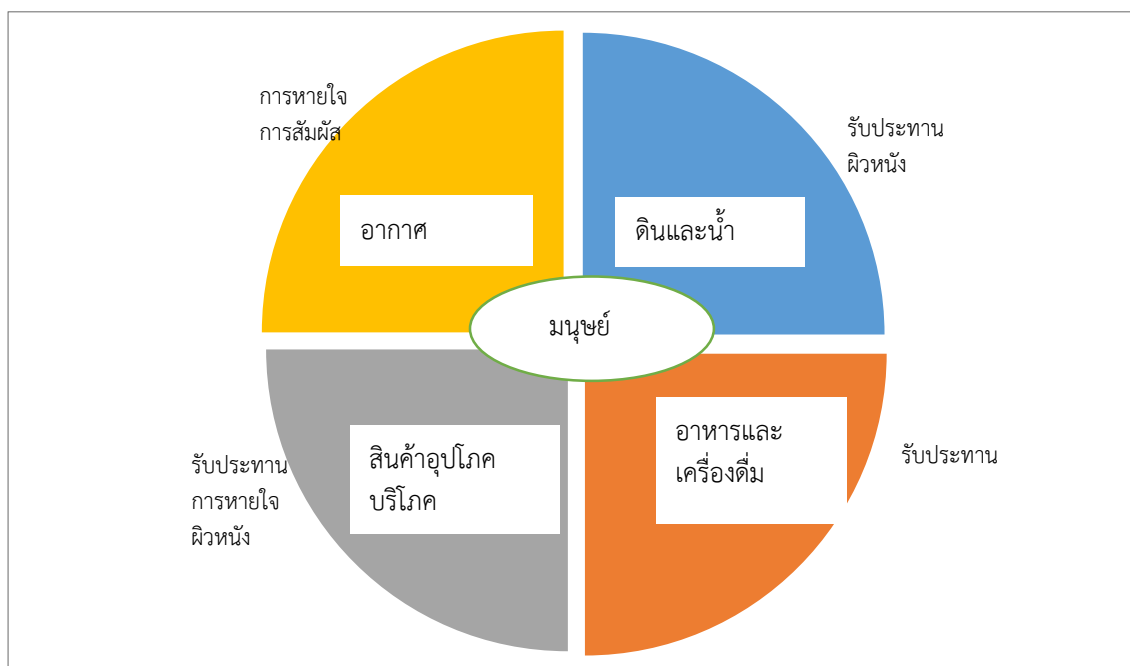 การหายใจ
การสัมผัส
อากาศ
รับประทาน
ผิวหนัง
ดินและน้ำ
มนุษย์
รับประทาน
การหายใจ
ผิวหนัง
สินค้าอุปโภค
บริโภค
อาหารและ
เครื่องดื่ม
รับประทาน